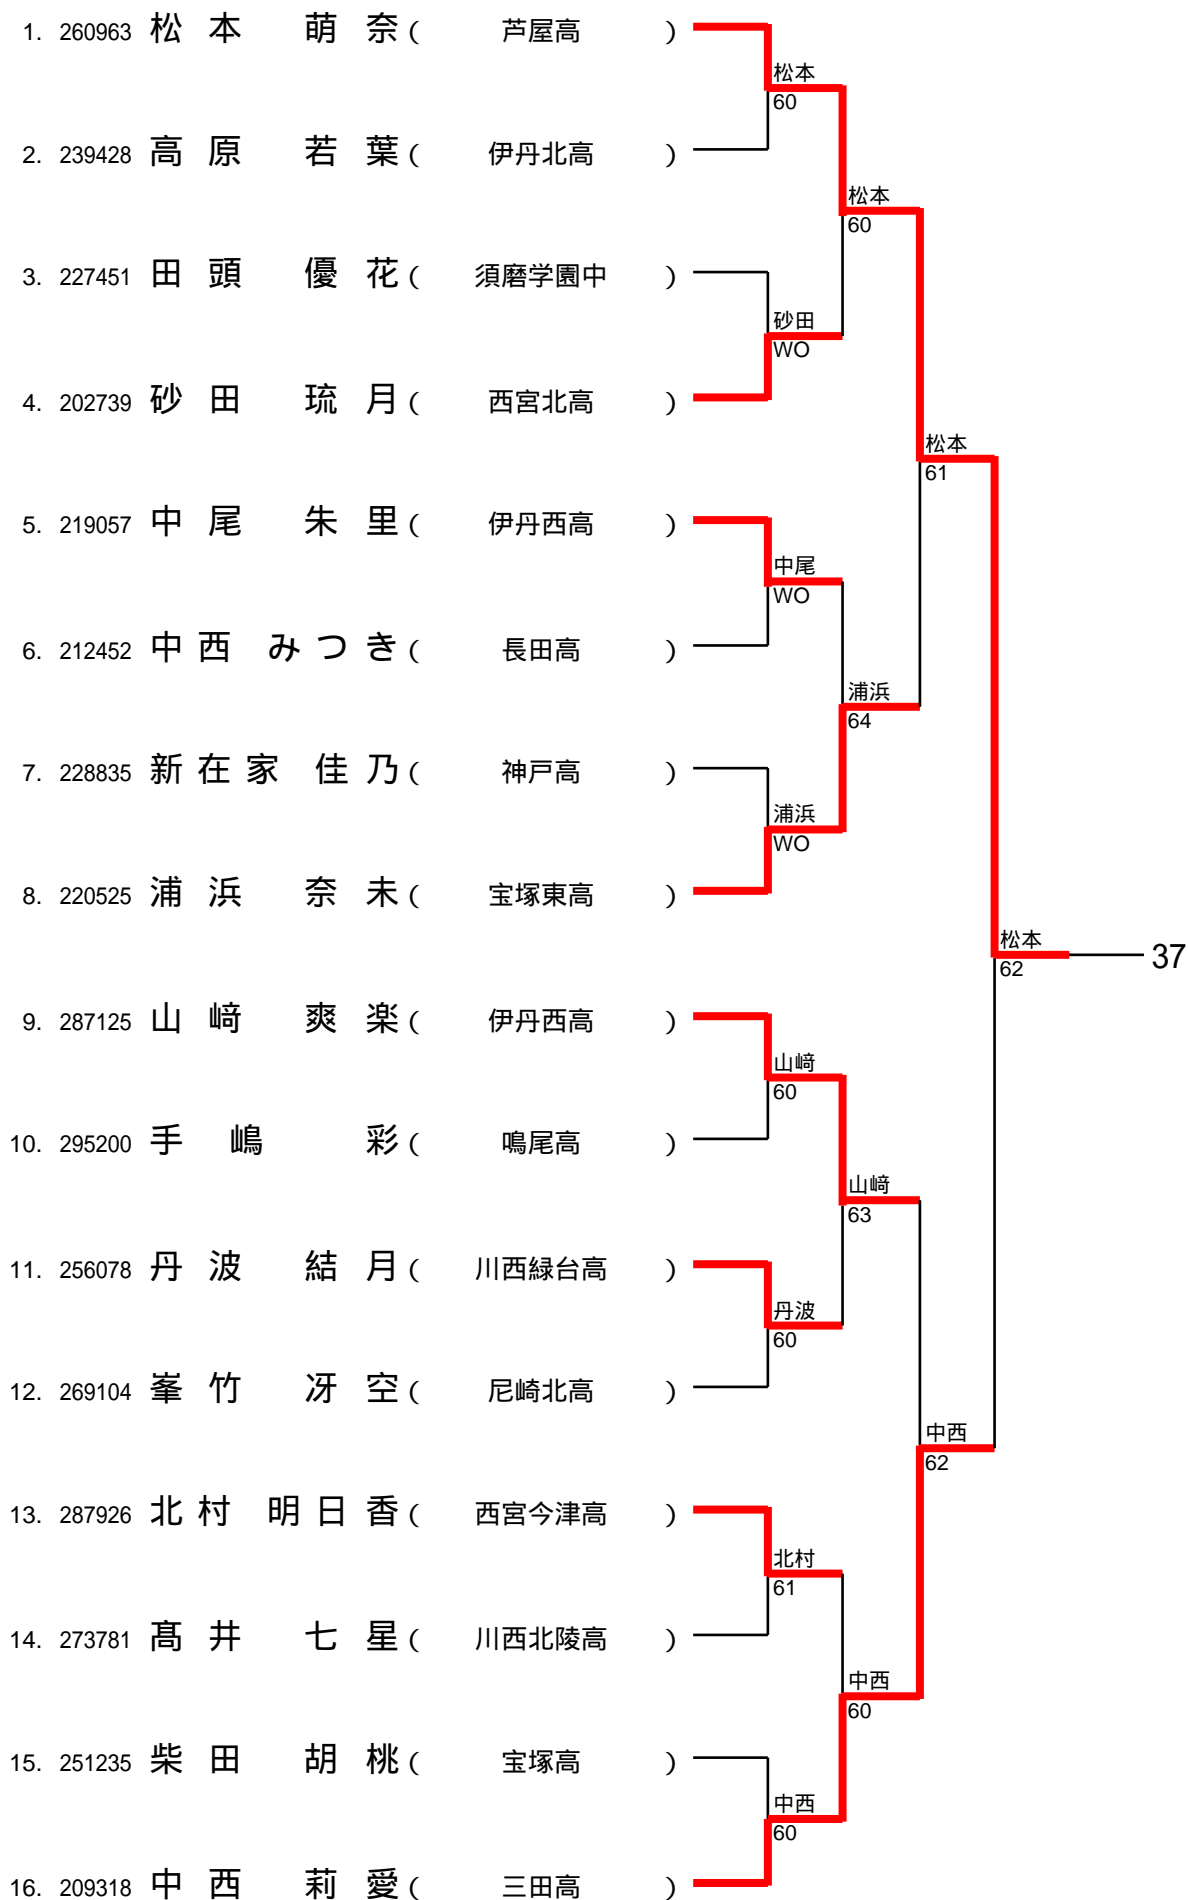 1. 260963 松本 萌奈 ( 芦屋高 )
松本
60
2. 239428 高原 若葉 ( 伊丹北高 )
松本
60
3. 227451 田頭 優花 ( 須磨学園中 )
砂田
WO
4. 202739 砂田 琉月 ( 西宮北高 )
松本
61
5. 219057 中尾 朱里 ( 伊丹西高 )
中尾
WO
6. 212452 中西 みつき ( 長田高 )
浦浜
64
7. 228835 新在家 佳乃 ( 神戸高 )
浦浜
WO
8. 220525 浦浜 奈未 ( 宝塚東高 )
松本
62
37
9. 287125 山﨑 爽楽 ( 伊丹西高 )
山﨑
60
10. 295200 手嶋 彩 ( 鳴尾高 )
山﨑
63
11. 256078 丹波 結月 ( 川西緑台高 )
丹波
60
12. 269104 峯竹 冴空 ( 尼崎北高 )
中西
62
13. 287926 北村 明日香 ( 西宮今津高 )
北村
61
14. 273781 髙井 七星 ( 川西北陵高 )
中西
60
15. 251235 柴田 胡桃 ( 宝塚高 )
中西
60
16. 209318 中西 莉愛 ( 三田高 )